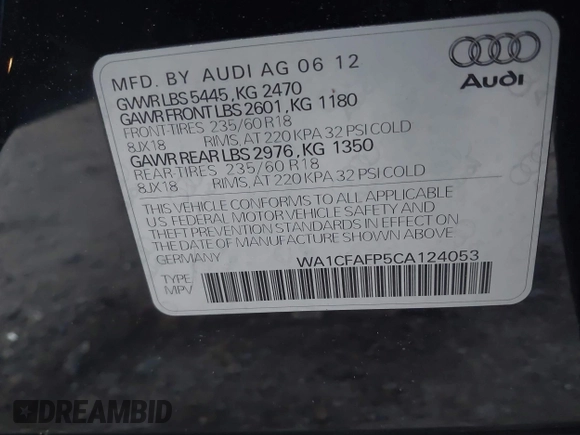 Audi
MFD. BY AUDI AG 06 12
GVWR LBS 5445, KG 2470
GAWR FRONT LBS 2601, KG 1180
FRONT-TIRES 235/60 R18
8JX18 RIMS, AT 220 KPA 32 PSI COLD
GAWR REAR LBS 2976, KG 1350
REAR-TIRES 235/60 R18
8JX18 RIMS, AT 220 KPA 32 PSI COLD
THIS VEHICLE CONFORMS TO ALL APPLICABLE
U.S. FEDERAL MOTOR VEHICLE SAFETY AND
THEFT PREVENTION STANDARDS IN EFFECT ON
DATE OF MANUFACTURE SHOWN ABOVE
GERMANY WA1CFAFP5CA124053
TYPE:
MPV
DREAMBID